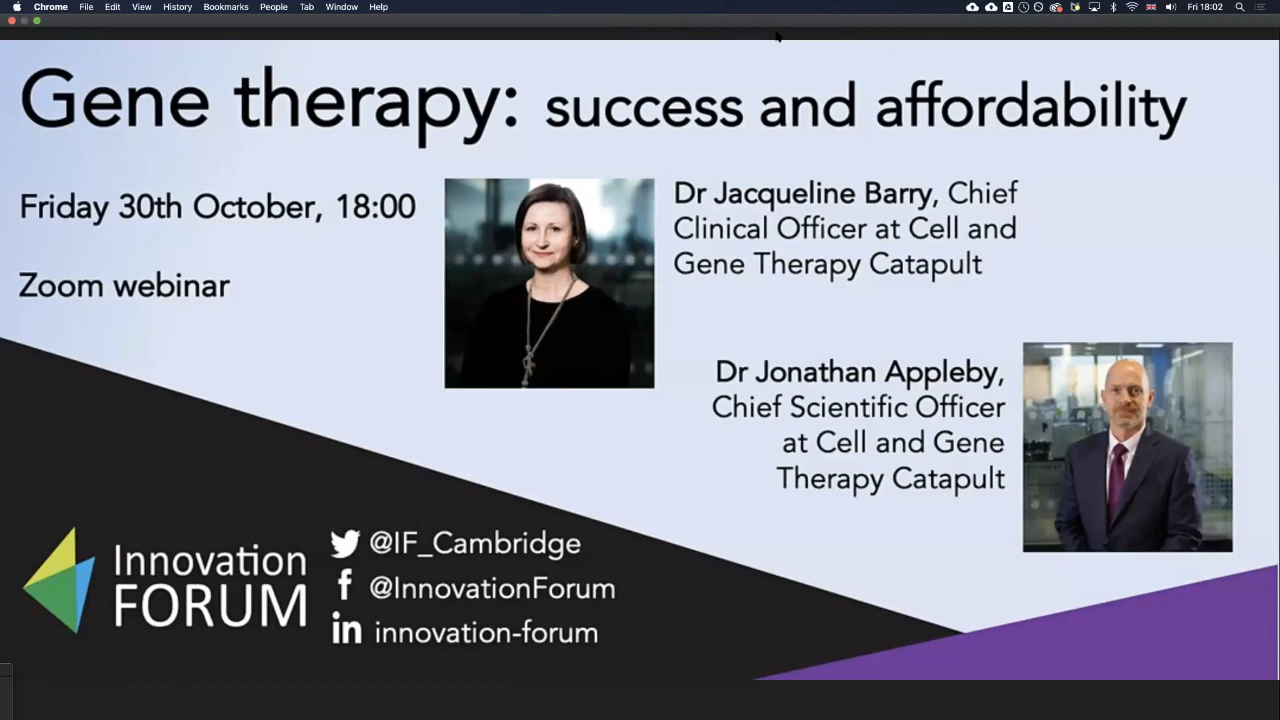 Chrome File Edit View History Bookmarks People Tab Window Help Fri 18:02
Gene therapy: success and affordability
Friday 30th October, 18:00
Zoom webinar
Dr Jacqueline Barry, Chief
Clinical Officer at Cell and
Gene Therapy Catapult
Dr Jonathan Appleby,
Chief Scientific Officer
at Cell and Gene
Therapy Catapult
Innovation
FORUM
@IF_Cambridge
@InnovationForum
in innovation-forum